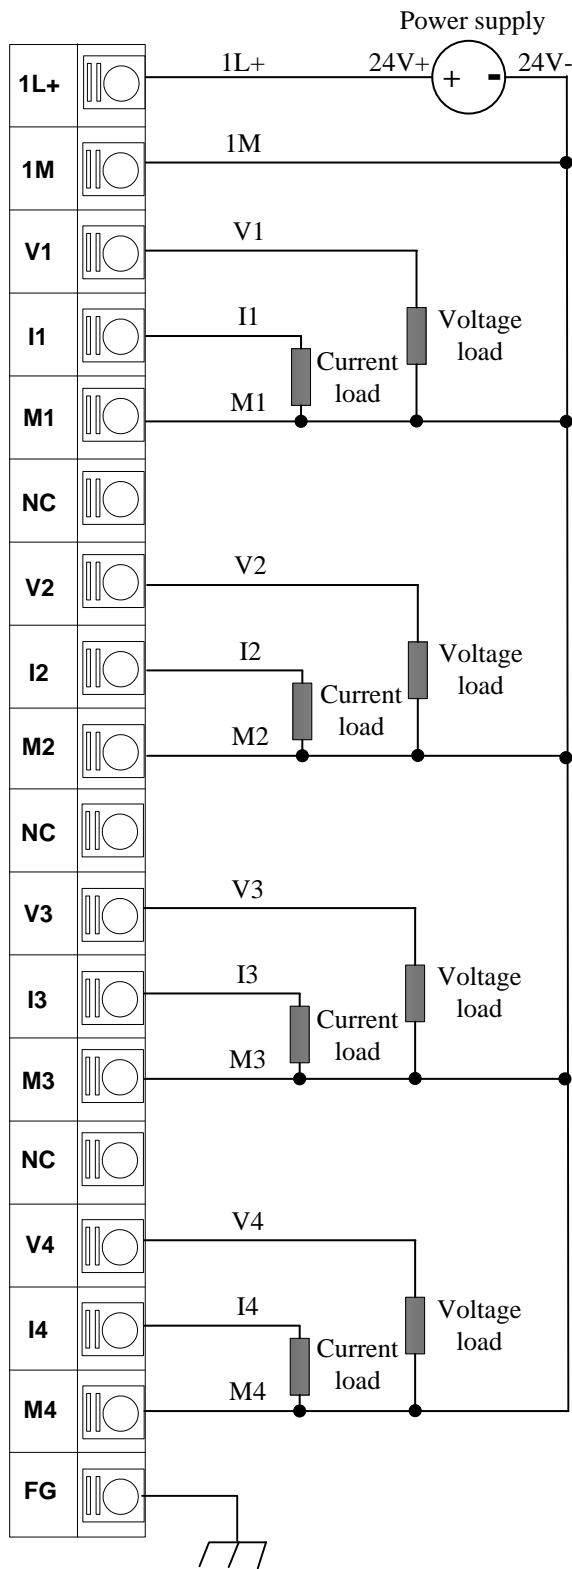 Power supply
1L+ 1L+ 24V+ + - 24V-
1M 1M
V1 V1
I1 I1
Voltage
load
Current
load
M1 M1
NC
V2 V2
I2 I2
Voltage
load
Current
load
M2 M2
NC
V3 V3
I3 I3
Voltage
load
Current
load
M3 M3
NC
V4 V4
I4 I4
Voltage
load
Current
load
M4 M4
FG